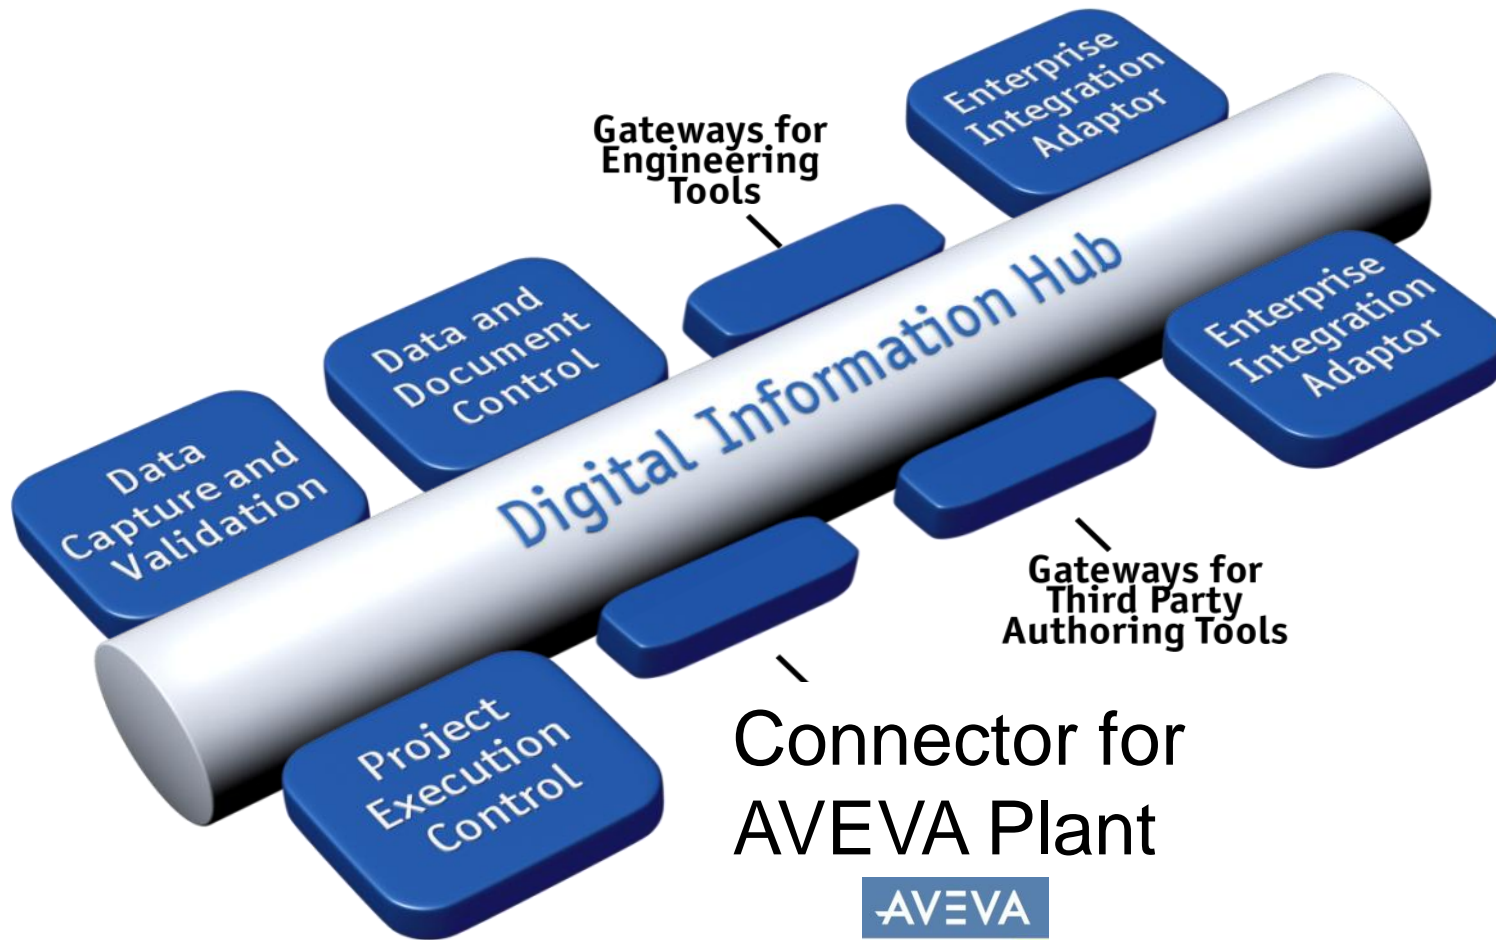 Enterprise
Integration
Adaptor
Gateways for
Engineering
Tools
Digital Information Hub
Enterprise
Integration
Adaptor
Data and
Document
Control
Data
Capture and
Validation
Gateways for
Third Party
Authoring Tools
Project
Execution
Control
Connector for
AVEVA Plant
AVEVA